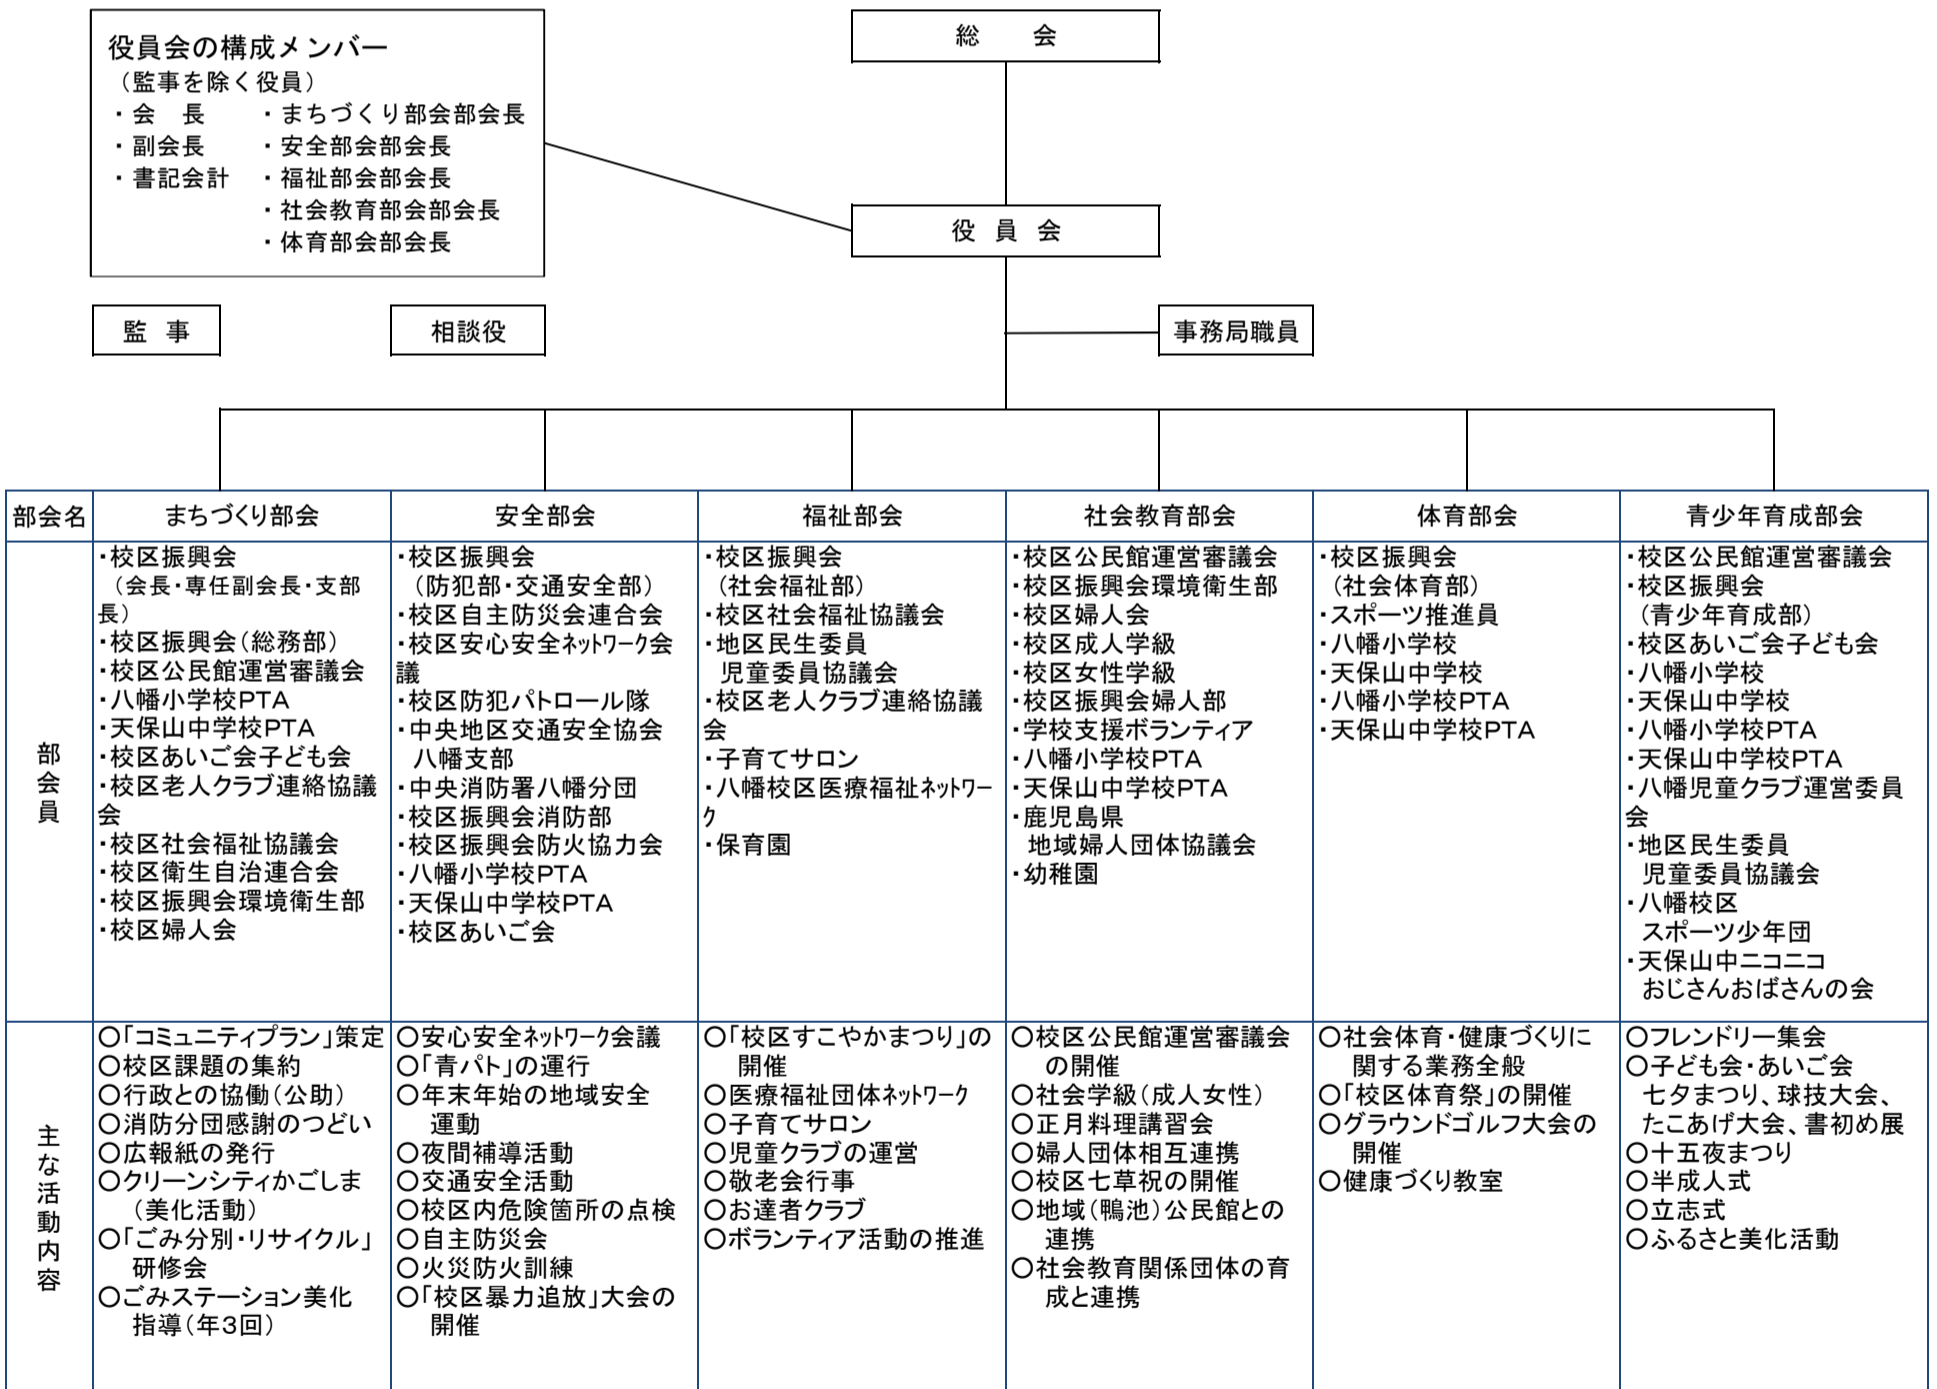 役員会の構成メンバー
（監事を除く役員）
・会　長　　・まちづくり部会部会長
・副会長　　・安全部会部会長
・書記会計　・福祉部会部会長
・社会教育部会部会長
・体育部会部会長
総　　会
役　員　会
監　事
相談役
事務局職員
部会名
まちづくり部会
安全部会
福祉部会
社会教育部会
体育部会
青少年育成部会
部会員
・校区振興会
（会長・専任副会長・支部
長）
・校区振興会（総務部）
・校区公民館運営審議会
・八幡小学校PTA
・天保山中学校PTA
・校区あいご会子ども会
・校区老人クラブ連絡協議
会
・校区社会福祉協議会
・校区衛生自治連合会
・校区振興会環境衛生部
・校区婦人会
・校区振興会
（防犯部・交通安全部）
・校区自主防災会連合会
・校区安心安全ﾈｯﾄﾜｰｸ会
議
・校区防犯パトロール隊
・中央地区交通安全協会
八幡支部
・中央消防署八幡分団
・校区振興会消防部
・校区振興会防火協力会
・八幡小学校PTA
・天保山中学校PTA
・校区あいご会
・校区振興会
（社会福祉部）
・校区社会福祉協議会
・地区民生委員
児童委員協議会
・校区老人クラブ連絡協議
会
・子育てサロン
・八幡校区医療福祉ﾈｯﾄﾜｰ
ｸ
・保育園
・校区公民館運営審議会
・校区振興会環境衛生部
・校区婦人会
・校区成人学級
・校区女性学級
・校区振興会婦人部
・学校支援ボランティア
・八幡小学校PTA
・天保山中学校PTA
・鹿児島県
地域婦人団体協議会
・幼稚園
・校区振興会
（社会体育部）
・スポーツ推進員
・八幡小学校
・天保山中学校
・八幡小学校PTA
・天保山中学校PTA
・校区公民館運営審議会
・校区振興会
（青少年育成部）
・校区あいご会子ども会
・八幡小学校
・天保山中学校
・八幡小学校PTA
・天保山中学校PTA
・八幡児童クラブ運営委員
会
・地区民生委員
児童委員協議会
・八幡校区
スポーツ少年団
・天保山中ニコニコ
おじさんおばさんの会
主な活動内容
○「コミュニティプラン」策定
○校区課題の集約
○行政との協働（公助）
○消防分団感謝のつどい
○広報紙の発行
○クリーンシティかごしま
（美化活動）
○「ごみ分別・リサイクル」
研修会
○ごみステーション美化
指導（年３回）
○安心安全ﾈｯﾄﾜｰｸ会議
○「青パト」の運行
○年末年始の地域安全
運動
○夜間補導活動
○交通安全活動
○校区内危険箇所の点検
○自主防災会
○火災防火訓練
○「校区暴力追放」大会の
開催
○「校区すこやかまつり」の
開催
○医療福祉団体ﾈｯﾄﾜｰｸ
○子育てサロン
○児童クラブの運営
○敬老会行事
○お達者クラブ
○ボランティア活動の推進
○校区公民館運営審議会
の開催
○社会学級（成人女性）
○正月料理講習会
○婦人団体相互連携
○校区七草祝の開催
○地域（鴨池）公民館との
連携
○社会教育関係団体の育
成と連携
○社会体育・健康づくりに
関する業務全般
○「校区体育祭」の開催
○グラウンドゴルフ大会の
開催
○健康づくり教室
○フレンドリー集会
○子ども会・あいご会
七夕まつり、球技大会、
たこあげ大会、書初め展
○十五夜まつり
○半成人式
○立志式
○ふるさと美化活動